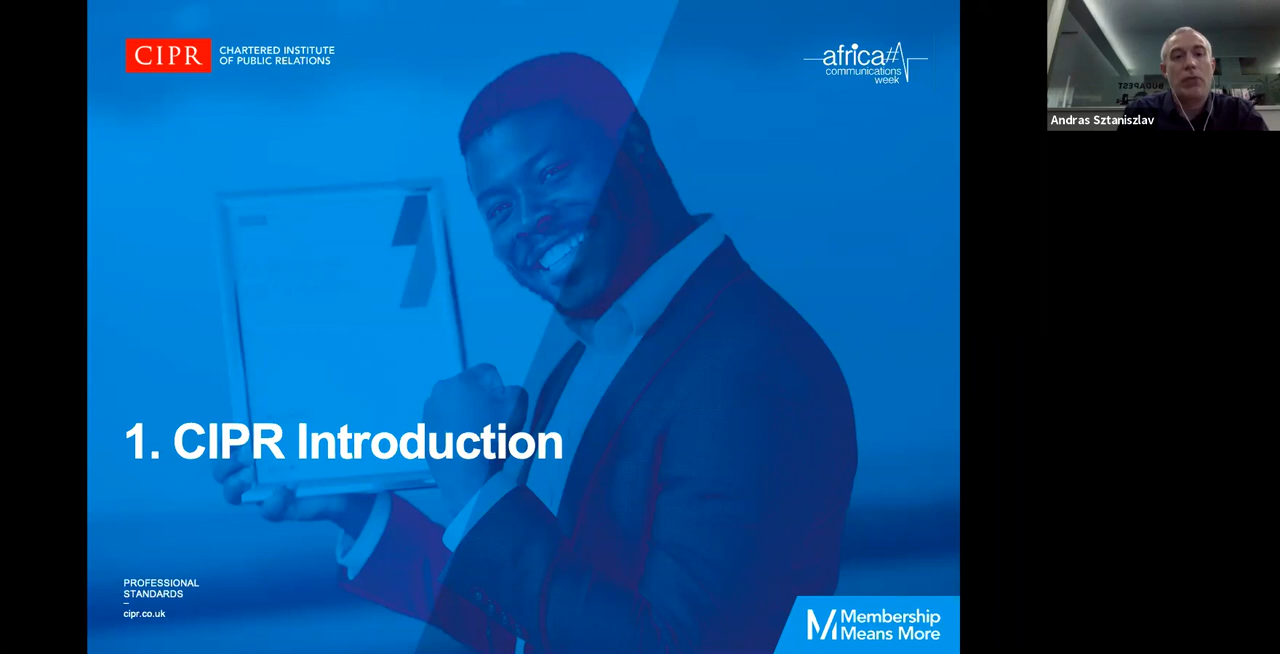 CIPR
CHARTERED INSTITUTE
OF PUBLIC RELATIONS
africa#
communications
week
Andras Sztaniszlav
BUDAPEST
1. CIPR Introduction
PROFESSIONAL
STANDARDS
–
cipr.co.uk
Membership
Means More